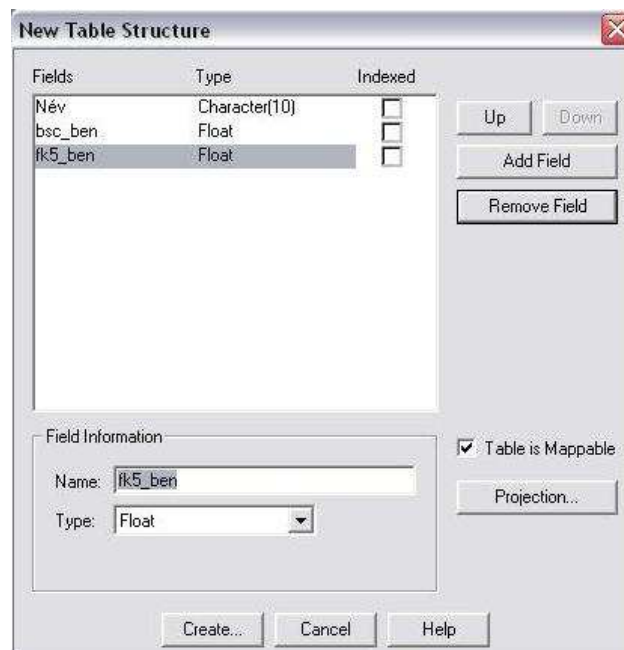 New Table Structure
Fields Type Indexed
Név Character(10)
bsc_ben Float
fk5_ben Float
Up Down
Add Field
Remove Field
Field Information
Name: fk5_ben
Type: Float
Table is Mappable
Projection...
Create... Cancel Help